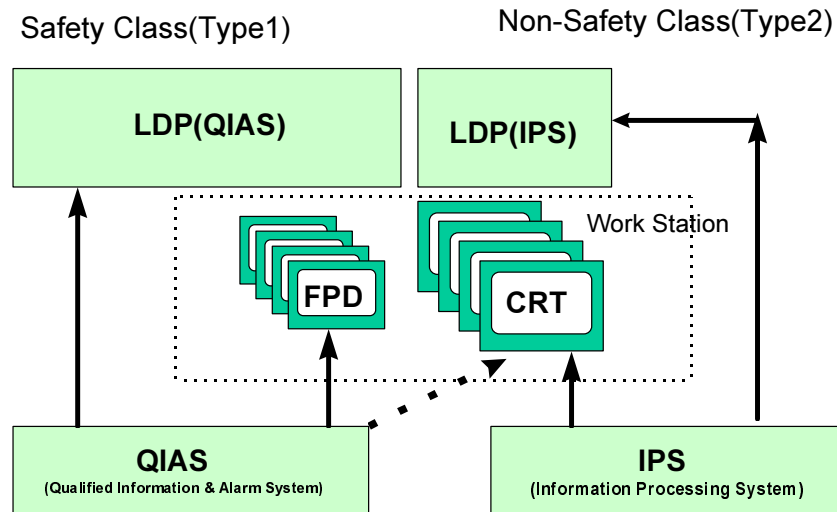 Safety Class(Type1)
Non-Safety Class(Type2)
LDP(QIAS)
LDP(IPS)
Work Station
FPD
CRT
QIAS
(Qualified Information & Alarm System)
IPS
(Information Processing System)